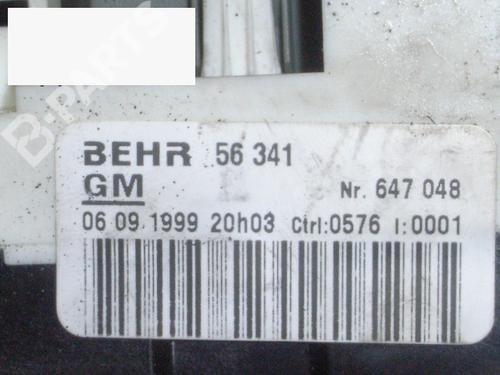 B-PARTS
BEHR 56 341
GM Nr. 647 048
06 09.1999 20h03 Ctrl:0576 I:0001